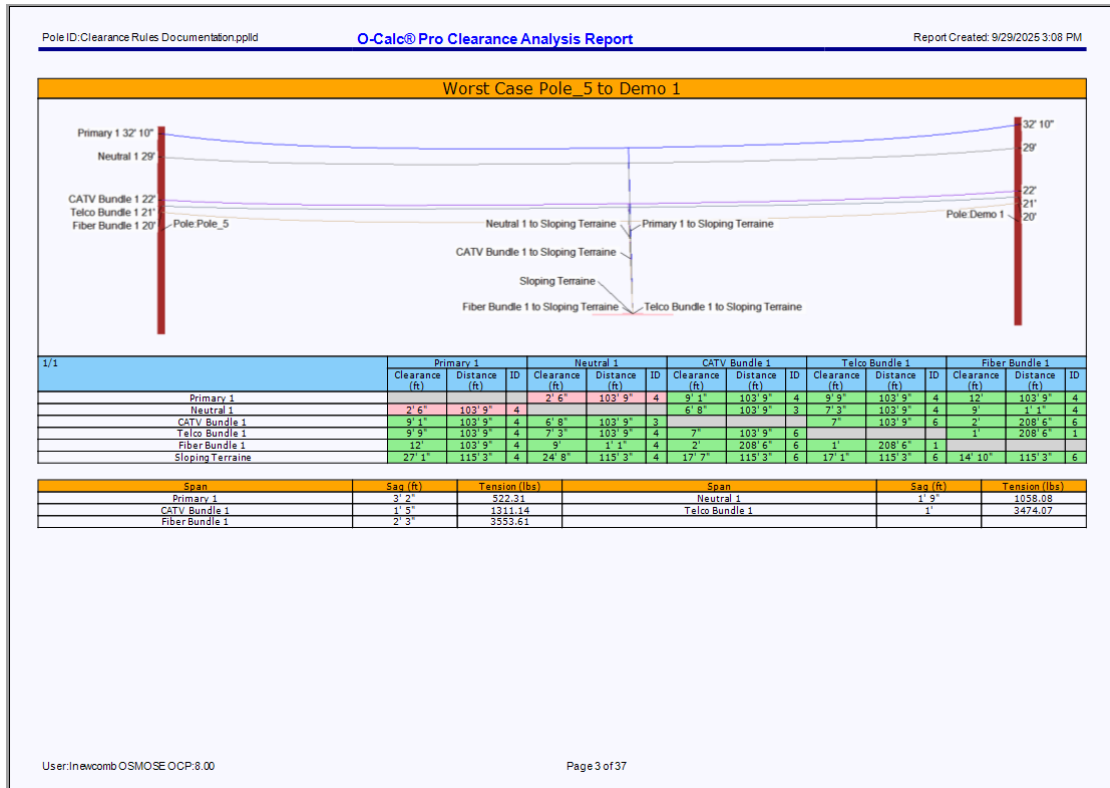 Pole ID:Clearance Rules Documentation.pplld O-Calc® Pro Clearance Analysis Report Report Created: 9/29/2025 3:08 PM
Worst Case Pole_5 to Demo 1
Primary 1 32' 10" 32' 10"
Neutral 1 29' 29'
CATV Bundle 1 22' 22'
Telco Bundle 1 21' 21'
Fiber Bundle 1 20' Pole:Pole_5 Pole:Demo 1 20'
Neutral 1 to Sloping Terraine Primary 1 to Sloping Terraine
CATV Bundle 1 to Sloping Terraine
Sloping Terraine
Fiber Bundle 1 to Sloping Terraine Telco Bundle 1 to Sloping Terraine
1/1 Primary 1 Neutral 1 CATV Bundle 1 Telco Bundle 1 Fiber Bundle 1
Clearance (ft) Distance (ft) ID Clearance (ft) Distance (ft) ID Clearance (ft) Distance (ft) ID Clearance (ft) Distance (ft) ID Clearance (ft) Distance (ft) ID
Primary 1 2' 6" 103' 9" 4 9' 1" 103' 9" 4 9' 9" 103' 9" 4 12' 103' 9" 4
Neutral 1 2' 6" 103' 9" 4 6' 8" 103' 9" 3 7' 3" 103' 9" 4 9' 1' 1" 4
CATV Bundle 1 9' 1" 103' 9" 4 6' 8" 103' 9" 3 7" 103' 9" 6 2' 208' 6" 6
Telco Bundle 1 9' 9" 103' 9" 4 7' 3" 103' 9" 4 7" 103' 9" 6 1' 208' 6" 1
Fiber Bundle 1 12' 103' 9" 4 9' 1' 1" 4 2' 208' 6" 6 1' 208' 6" 1
Sloping Terraine 27' 1" 115' 3" 4 24' 8" 115' 3" 4 17' 7" 115' 3" 6 17' 1" 115' 3" 6 14' 10" 115' 3" 6
Span Sag (ft) Tension (lbs) Span Sag (ft) Tension (lbs)
Primary 1 3' 2" 522.31 Neutral 1 1' 9" 1058.08
CATV Bundle 1 1' 5" 1311.14 Telco Bundle 1 1' 3474.07
Fiber Bundle 1 2' 3" 3553.61
User:lnewcomb OSMOSE OCP:8.00 Page 3 of 37